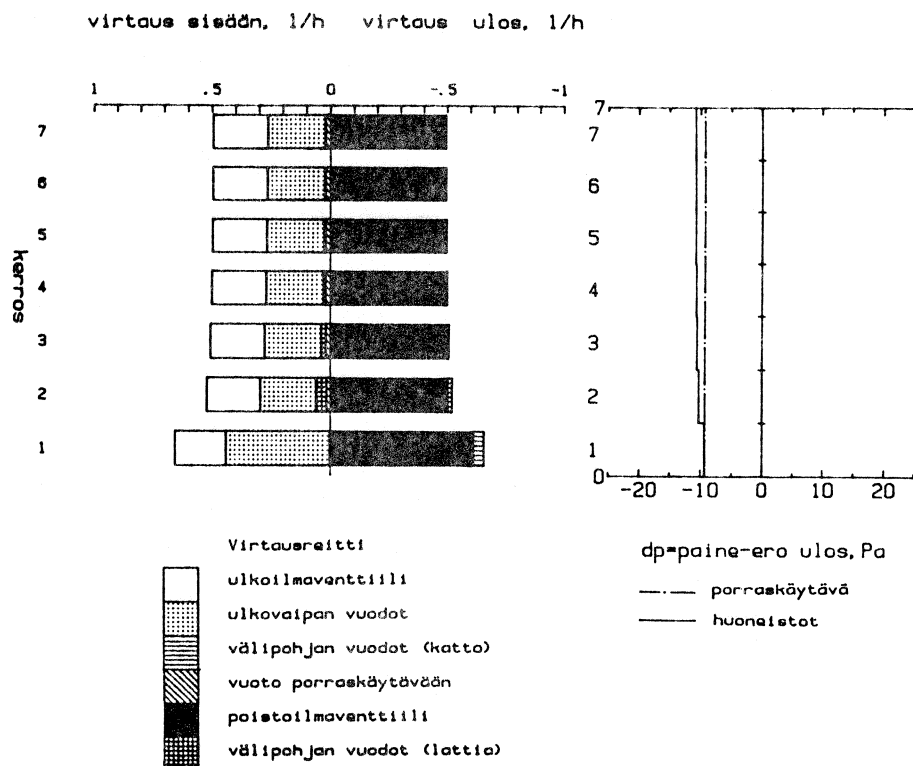 virtaus sisään, 1/h virtaus ulos, 1/h
1 .5 0 -.5 -1
7
6
5
4
3
2
1
kerros
7
7
6
5
4
3
2
1
0
-20 -10 0 10 20
dp=paine-ero ulos, Pa
porraskäytävä
huoneistot
Virtausreitti
ulkoilmaventtiili
ulkovaipan vuodot
välipohjan vuodot (katto)
vuoto porraskäytävään
poistoilmaventtiili
välipohjan vuodot (lattia)